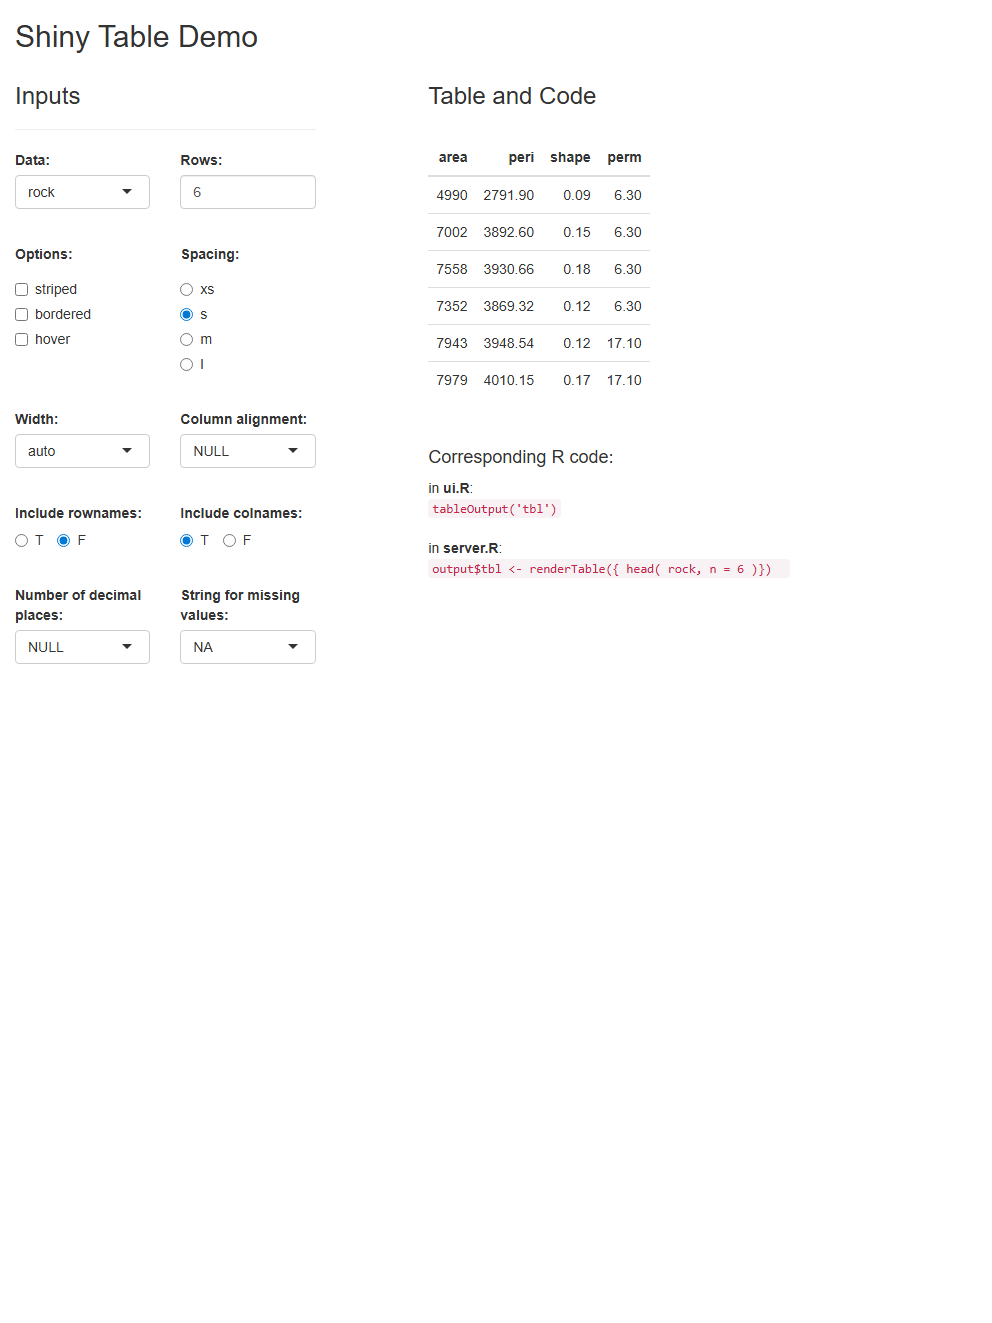 Shiny Table Demo
Inputs
Data:
rock
Rows:
6
Options:
striped
bordered
hover
Spacing:
xs
s
m
l
Width:
auto
Column alignment:
NULL
Include rownames:
T F
Include colnames:
T F
Number of decimal
places:
NULL
String for missing
values:
NA
Table and Code
area peri shape perm
4990 2791.90 0.09 6.30
7002 3892.60 0.15 6.30
7558 3930.66 0.18 6.30
7352 3869.32 0.12 6.30
7943 3948.54 0.12 17.10
7979 4010.15 0.17 17.10
Corresponding R code:
in ui.R:
tableOutput('tbl')
in server.R:
output$tbl <- renderTable({ head( rock, n = 6 )})